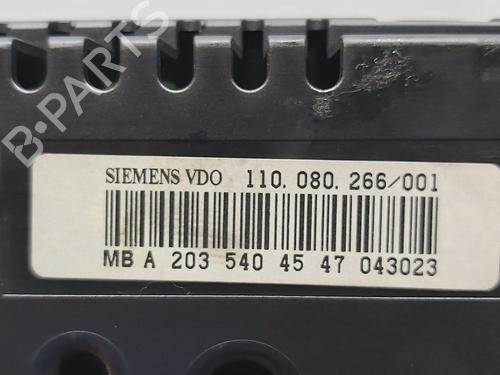 B-PARTS
SIEMENS VDO 110.080.266/001
MB A 203 540 45 47 043023